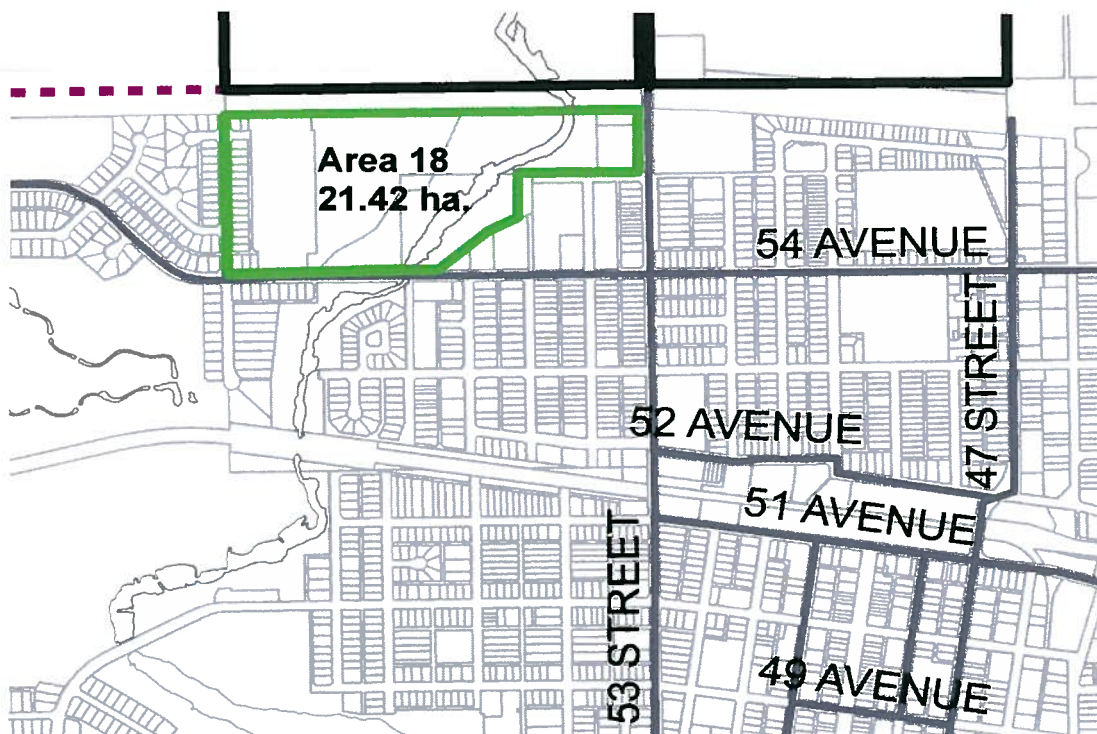 Area 18
21.42 ha.
54 AVENUE
47 STREET
52 AVENUE
51 AVENUE
53 STREET
49 AVENUE